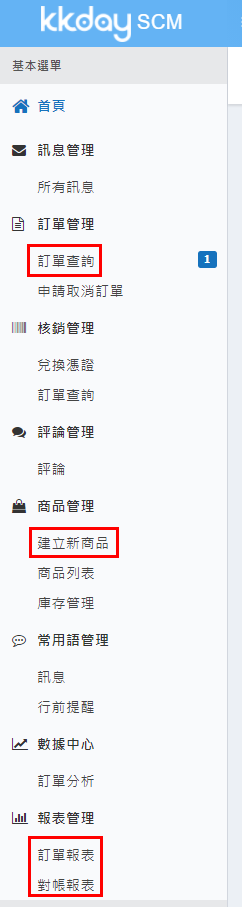 kkday SCM
基本選單
首頁
訊息管理
所有訊息
訂單管理
訂單查詢 1
申請取消訂單
核銷管理
兌換憑證
訂單查詢
評論管理
評論
商品管理
建立新商品
商品列表
庫存管理
常用語管理
訊息
行前提醒
數據中心
訂單分析
報表管理
訂單報表
對帳報表